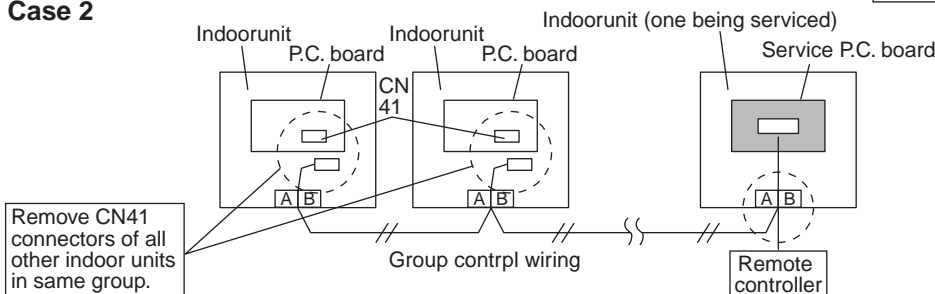 Case 2
Indoorunit
P.C. board
Indoorunit
P.C. board
Indoorunit (one being serviced)
Service P.C. board
CN
41
A B
A B
A B
Remove CN41
connectors of all
other indoor units
in same group.
Group contrpl wiring
Remote
controller